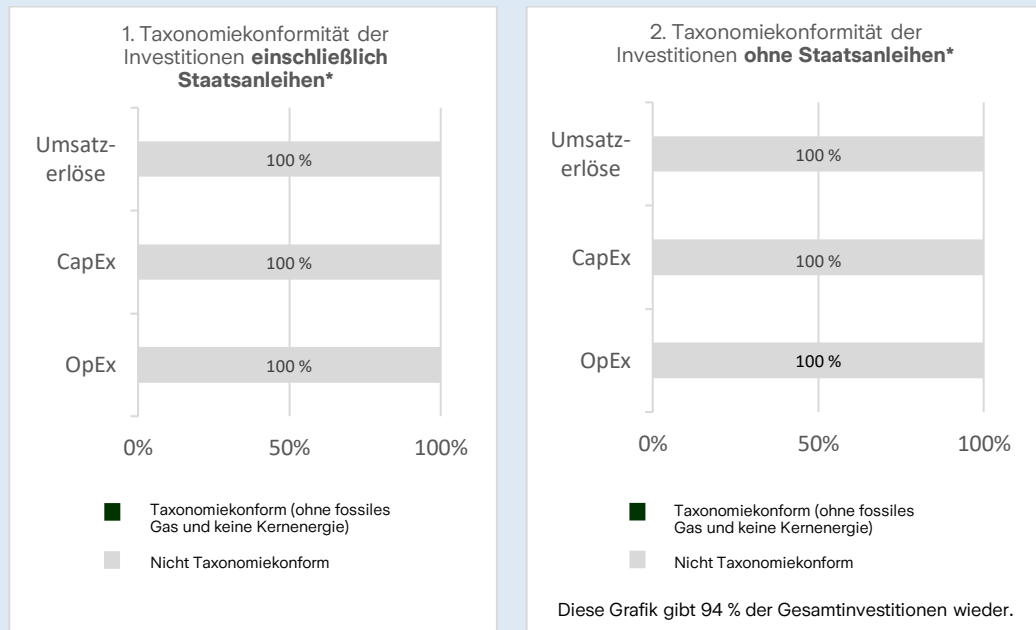 1. Taxonomiekonformität der
Investitionen einschließlich
Staatsanleihen*
Umsatz-
erlöse
100 %
CapEx
100 %
OpEx
100 %
0%
50%
100%
Taxonomiekonform (ohne fossiles
Gas und keine Kernenergie)
Nicht Taxonomiekonform
2. Taxonomiekonformität der
Investitionen ohne Staatsanleihen*
Umsatz-
erlöse
100 %
CapEx
100 %
OpEx
100 %
0%
50%
100%
Taxonomiekonform (ohne fossiles
Gas und keine Kernenergie)
Nicht Taxonomiekonform
Diese Grafik gibt 94 % der Gesamtinvestitionen wieder.